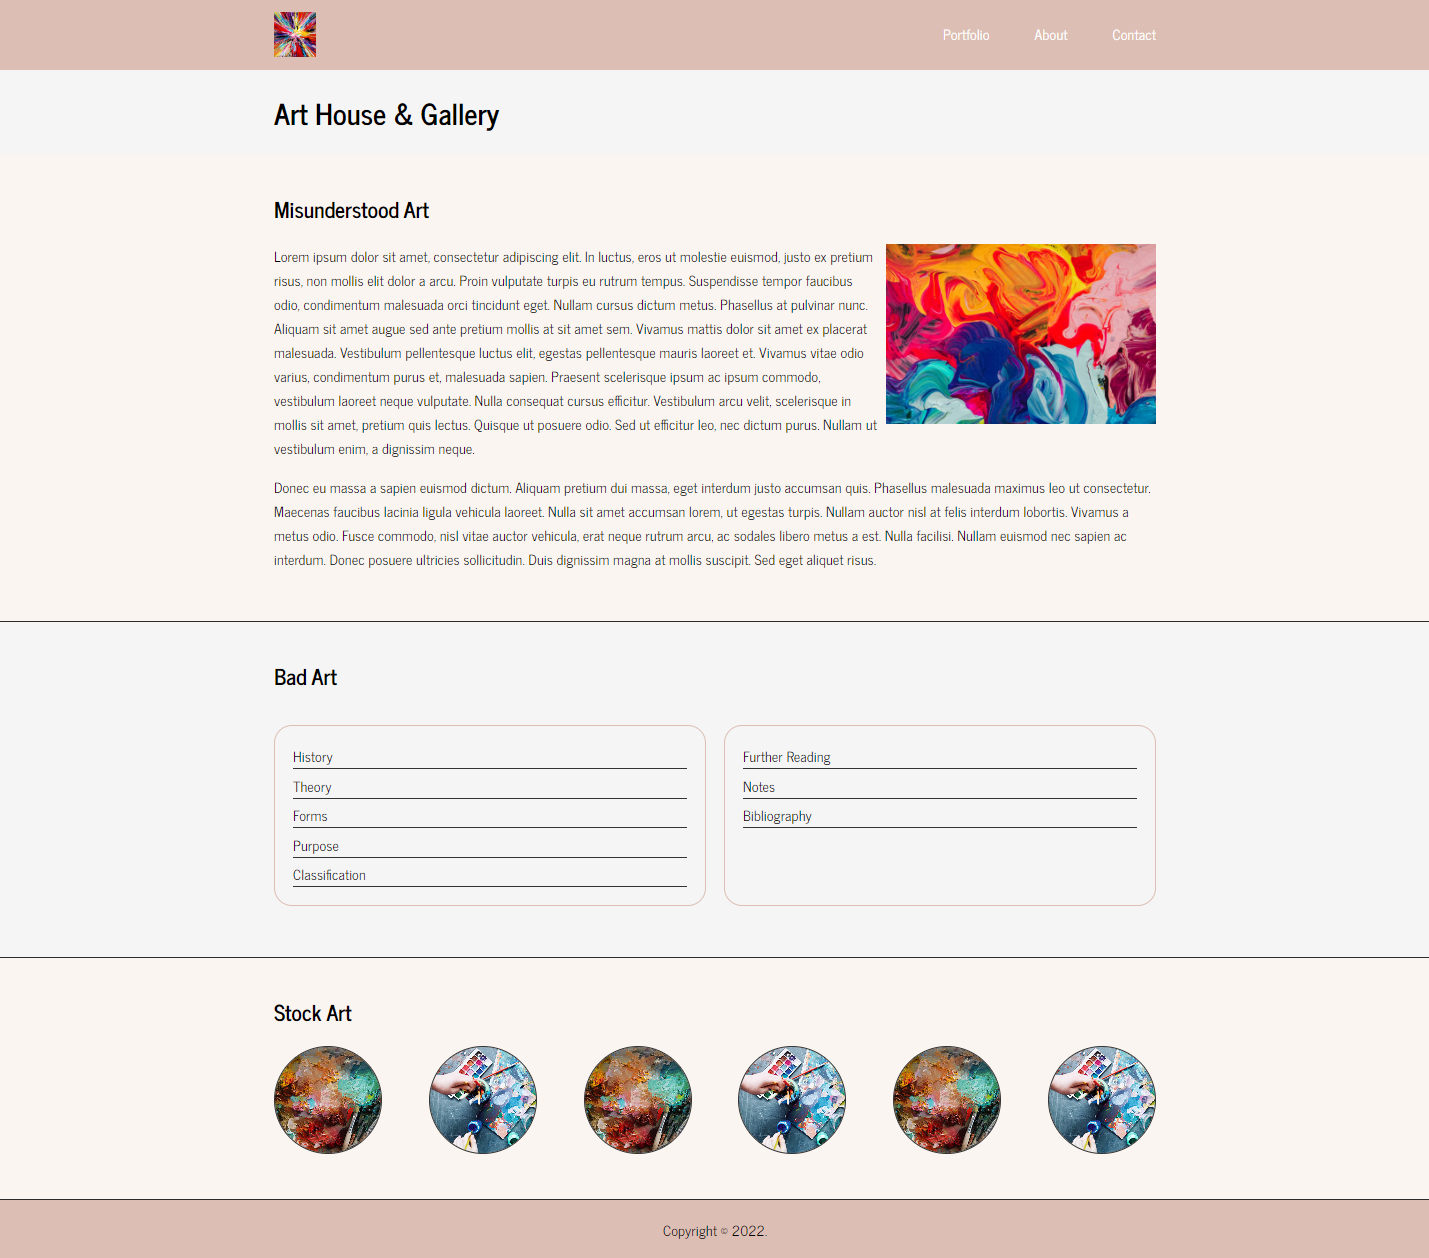 Portfolio About Contact
Art House & Gallery
Misunderstood Art
Lorem ipsum dolor sit amet, consectetur adipiscing elit. In luctus, eros ut molestie euismod, justo ex pretium
risus, non mollis elit dolor a arcu. Proin vulputate turpis eu rutrum tempus. Suspendisse tempor faucibus
odio, condimentum malesuada orci tincidunt eget. Nullam cursus dictum metus. Phasellus at pulvinar nunc.
Aliquam sit amet augue sed ante pretium mollis at sit amet sem. Vivamus mattis dolor sit amet ex placerat
malesuada. Vestibulum pellentesque luctus elit, egestas pellentesque mauris laoreet et. Vivamus vitae odio
varius, condimentum purus et, malesuada sapien. Praesent scelerisque ipsum ac ipsum commodo,
vestibulum laoreet neque vulputate. Nulla consequat cursus efficitur. Vestibulum arcu velit, scelerisque in
mollis sit amet, pretium quis lectus. Quisque ut posuere odio. Sed ut efficitur leo, nec dictum purus. Nullam ut
vestibulum enim, a dignissim neque.
Donec eu massa a sapien euismod dictum. Aliquam pretium dui massa, eget interdum justo accumsan quis. Phasellus malesuada maximus leo ut consectetur.
Maecenas faucibus lacinia ligula vehicula laoreet. Nulla sit amet accumsan lorem, ut egestas turpis. Nullam auctor nisl at felis interdum lobortis. Vivamus a
metus odio. Fusce commodo, nisl vitae auctor vehicula, erat neque rutrum arcu, ac sodales libero metus a est. Nulla facilisi. Nullam euismod nec sapien ac
interdum. Donec posuere ultricies sollicitudin. Duis dignissim magna at mollis suscipit. Sed eget aliquet risus.
Bad Art
History
Theory
Forms
Purpose
Classification
Further Reading
Notes
Bibliography
Stock Art
Copyright © 2022.